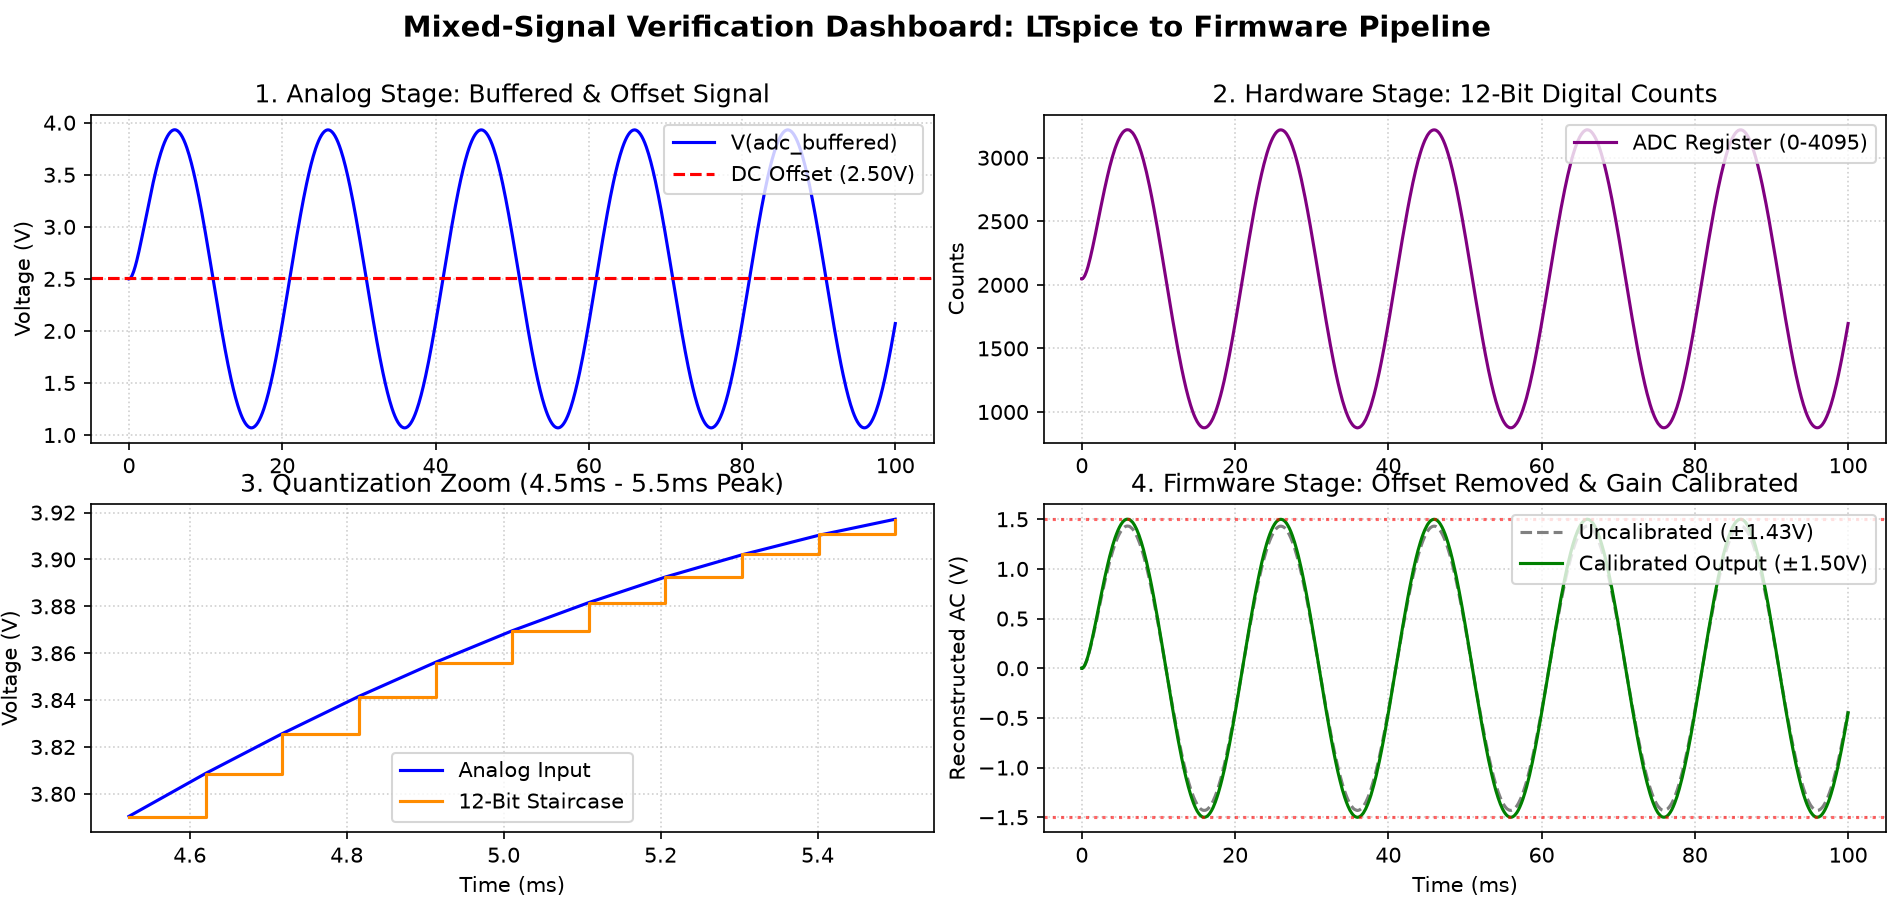 Mixed-Signal Verification Dashboard: LTspice to Firmware Pipeline
1. Analog Stage: Buffered & Offset Signal
Voltage (V)
4.0
3.5
3.0
2.5
2.0
1.5
1.0
V(adc_buffered)
DC Offset (2.50V)
0 20 40 60 80 100
2. Hardware Stage: 12-Bit Digital Counts
Counts
3000
2500
2000
1500
1000
ADC Register (0-4095)
0 20 40 60 80 100
3. Quantization Zoom (4.5ms - 5.5ms Peak)
Voltage (V)
3.92
3.90
3.88
3.86
3.84
3.82
3.80
Analog Input
12-Bit Staircase
4.6 4.8 5.0 5.2 5.4
Time (ms)
4. Firmware Stage: Offset Removed & Gain Calibrated
Reconstructed AC (V)
1.5
1.0
0.5
0.0
−0.5
−1.0
−1.5
Uncalibrated (±1.43V)
Calibrated Output (±1.50V)
0 20 40 60 80 100
Time (ms)